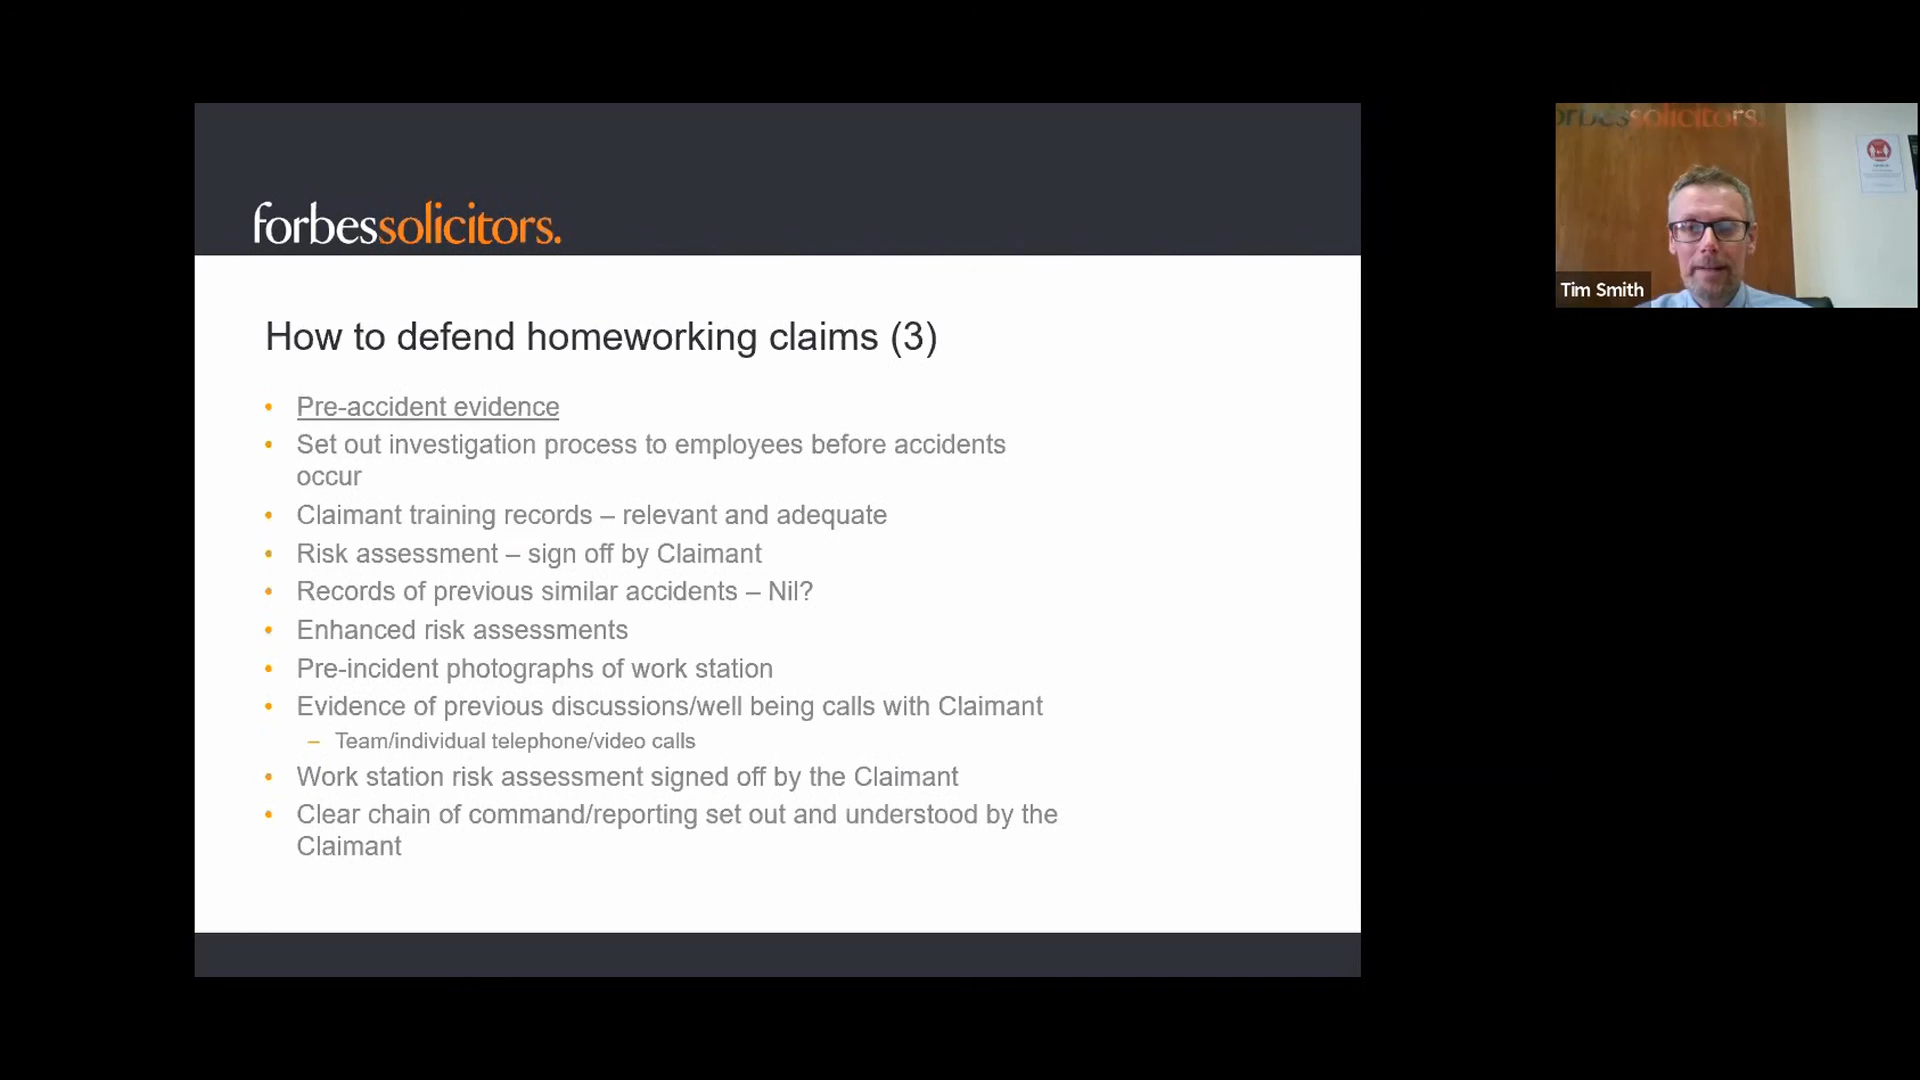 forbessolicitors.
How to defend homeworking claims (3)
• Pre-accident evidence
• Set out investigation process to employees before accidents
occur
• Claimant training records – relevant and adequate
• Risk assessment – sign off by Claimant
• Records of previous similar accidents – Nil?
• Enhanced risk assessments
• Pre-incident photographs of work station
• Evidence of previous discussions/well being calls with Claimant
– Team/individual telephone/video calls
• Work station risk assessment signed off by the Claimant
• Clear chain of command/reporting set out and understood by the
Claimant
forbessolicitors.
Tim Smith